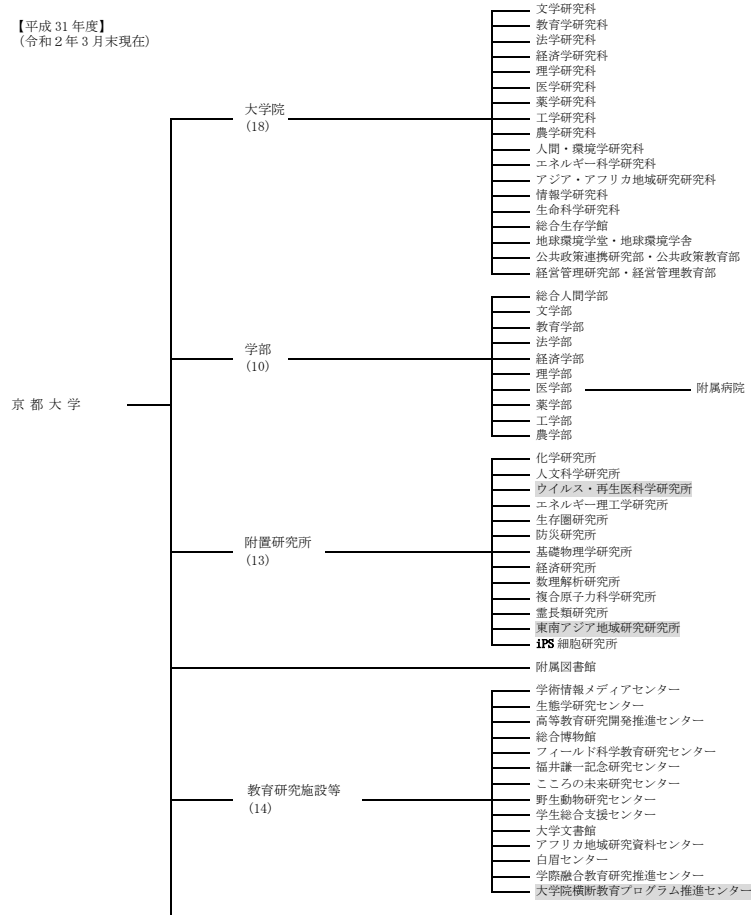 【平成 31 年度】
(令和２年３月末現在)
京 都 大 学
大学院
(18)
文学研究科
教育学研究科
法学研究科
経済学研究科
理学研究科
医学研究科
薬学研究科
工学研究科
農学研究科
人間・環境学研究科
エネルギー科学研究科
アジア・アフリカ地域研究研究科
情報学研究科
生命科学研究科
総合生存学館
地球環境学堂・地球環境学舎
公共政策連携研究部・公共政策教育部
経営管理研究部・経営管理教育部
学部
(10)
総合人間学部
文学部
教育学部
法学部
経済学部
理学部
医学部 附属病院
薬学部
工学部
農学部
附置研究所
(13)
化学研究所
人文科学研究所
ウイルス・再生医科学研究所
エネルギー理工学研究所
生存圏研究所
防災研究所
基礎物理学研究所
経済研究所
数理解析研究所
複合原子力科学研究所
霊長類研究所
東南アジア地域研究研究所
iPS 細胞研究所
附属図書館
教育研究施設等
(14)
学術情報メディアセンター
生態学研究センター
高等教育研究開発推進センター
総合博物館
フィールド科学教育研究センター
福井謙一記念研究センター
こころの未来研究センター
野生動物研究センター
学生総合支援センター
大学文書館
アフリカ地域研究資料センター
白眉センター
学際融合教育研究推進センター
大学院横断教育プログラム推進センター